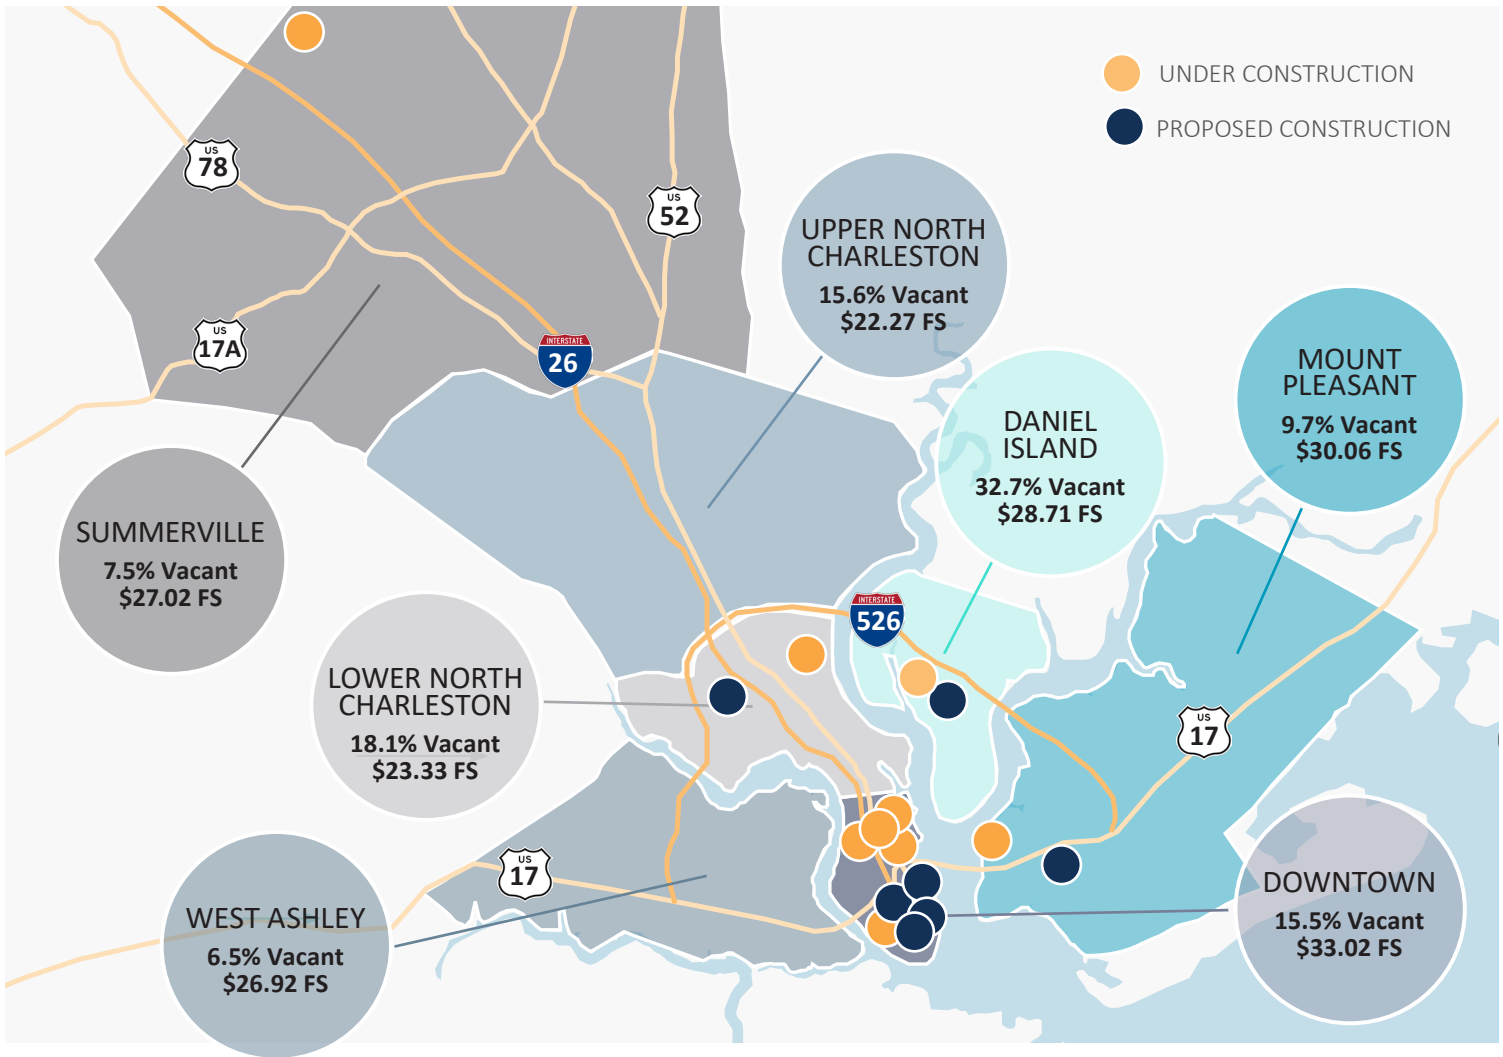 UNDER CONSTRUCTION
PROPOSED CONSTRUCTION
US
78
US
52
US
17A
INTERSTATE
26
UPPER NORTH
CHARLESTON
15.6% Vacant
$22.27 FS
MOUNT
PLEASANT
9.7% Vacant
$30.06 FS
DANIEL
ISLAND
32.7% Vacant
$28.71 FS
SUMMERVILLE
7.5% Vacant
$27.02 FS
INTERSTATE
526
LOWER NORTH
CHARLESTON
18.1% Vacant
$23.33 FS
US
17
US
17
DOWNTOWN
15.5% Vacant
$33.02 FS
WEST ASHLEY
6.5% Vacant
$26.92 FS